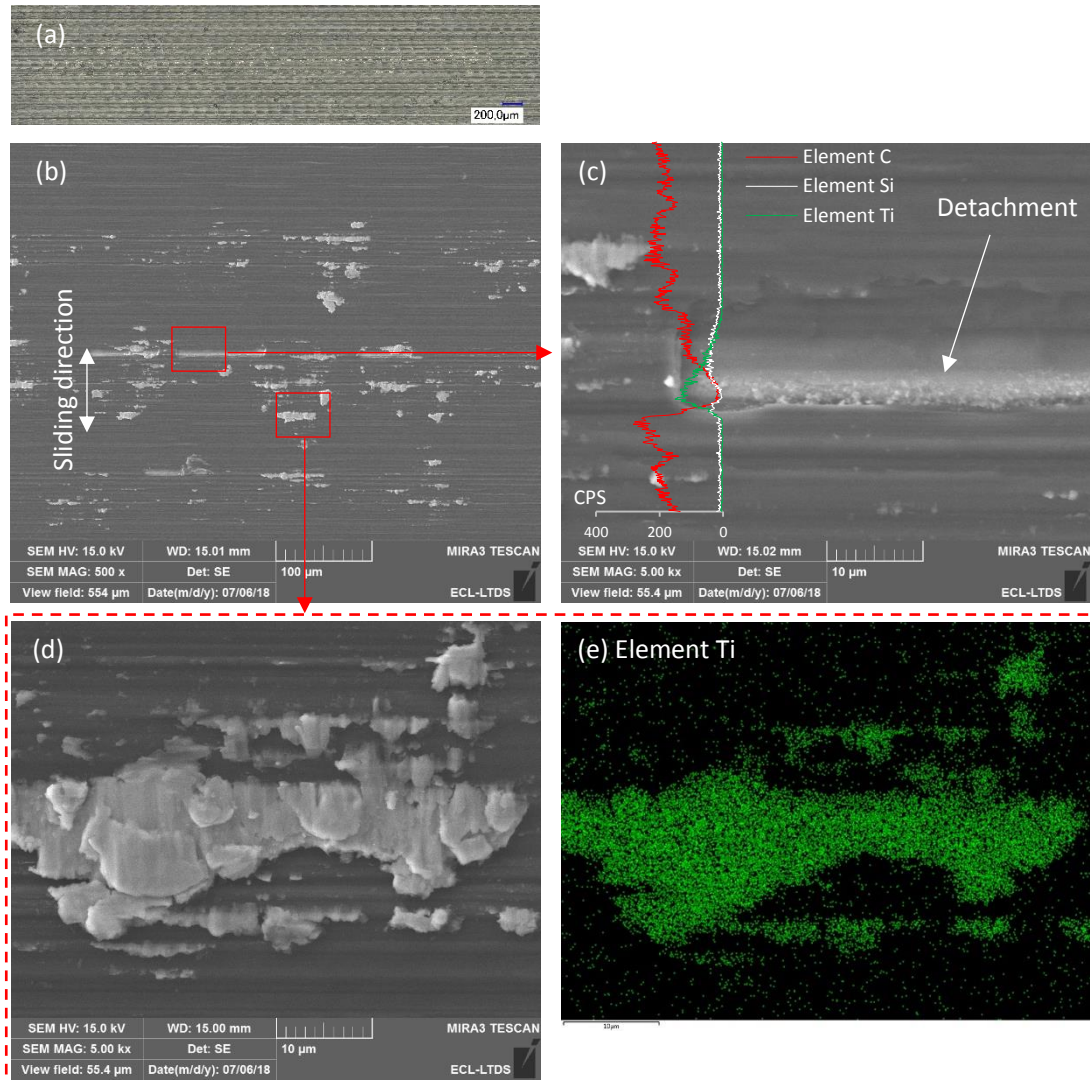 (a)
200,0µm
(b)
Sliding direction
SEM HV: 15.0 kV WD: 15.01 mm MIRA3 TESCAN
SEM MAG: 500 x Det: SE 100 µm
View field: 554 µm Date(m/d/y): 07/06/18 ECL-LTDS
(c)
Element C
Element Si
Element Ti
Detachment
CPS
400 200 0
SEM HV: 15.0 kV WD: 15.02 mm MIRA3 TESCAN
SEM MAG: 5.00 kx Det: SE 10 µm
View field: 55.4 µm Date(m/d/y): 07/06/18 ECL-LTDS
(d)
SEM HV: 15.0 kV WD: 15.00 mm MIRA3 TESCAN
SEM MAG: 5.00 kx Det: SE 10 µm
View field: 55.4 µm Date(m/d/y): 07/06/18 ECL-LTDS
(e) Element Ti
10µm